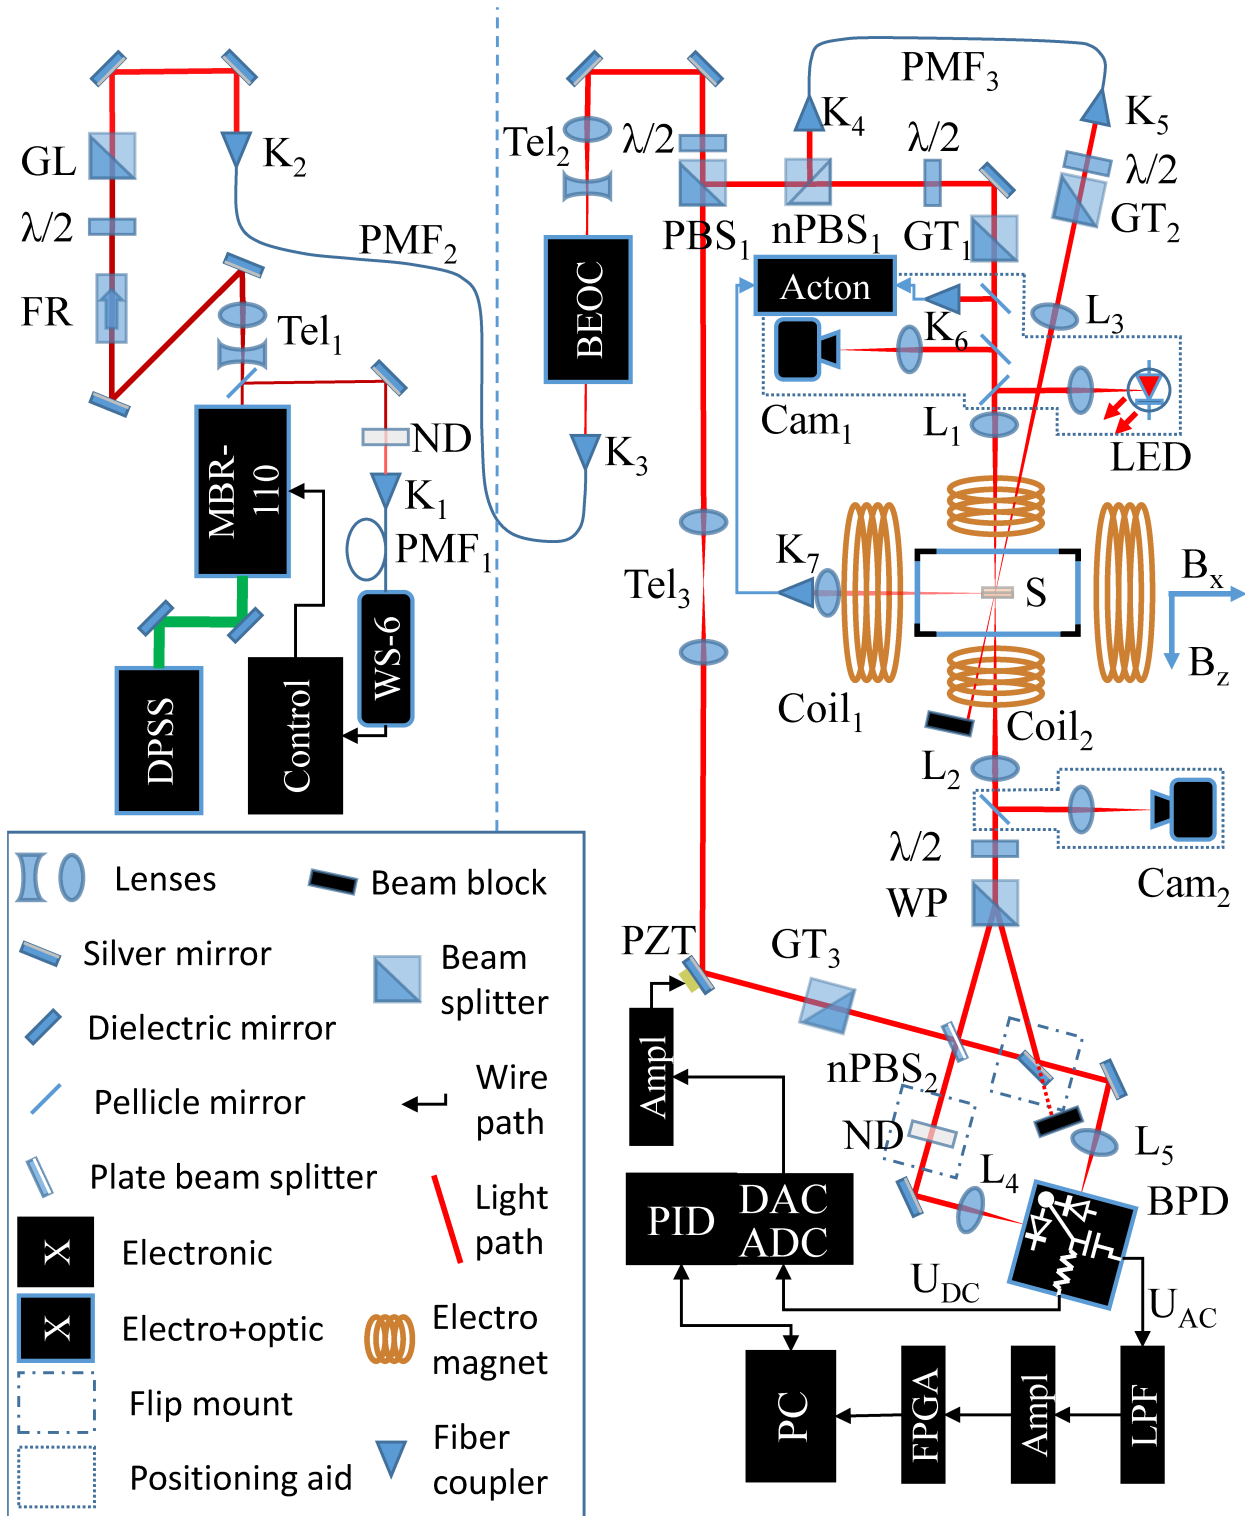 PMF₃
K₂
K₄
K₅
GL
Tel₂
λ/2
λ/2
λ/2
λ/2
PMF₂
PBS₁
nPBS₁
GT₁
GT₂
FR
Tel₁
BEOC
Acton
K₆
L₃
Cam₁
L₁
LED
ND
K₃
MBR-
110
K₁
PMF₁
K₇
Tel₃
S
Bₓ
B_z
WS-6
DPSS
Control
Coil₁
Coil₂
L₂
λ/2
Cam₂
WP
PZT
GT₃
Ampl
nPBS₂
ND
L₅
L₄
BPD
PID
DAC
ADC
U_DC
U_AC
PC
FPGA
Ampl
LPF
Lenses
Beam block
Silver mirror
Beam
splitter
Dielectric mirror
Pellicle mirror
Wire
path
Plate beam splitter
Light
path
X
Electronic
X
Electro+optic
Electro
magnet
Flip mount
Fiber
coupler
Positioning aid